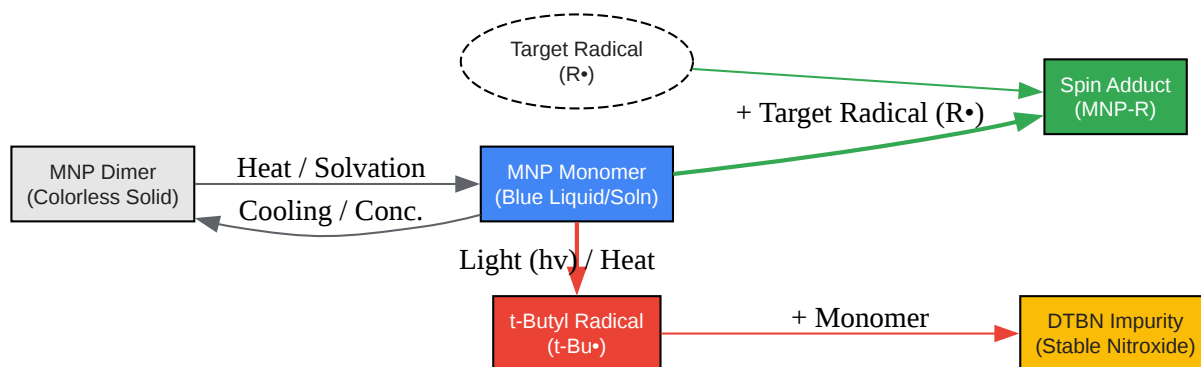 Target Radical
(R•)
Spin Adduct
(MNP-R)
+ Target Radical (R•)
MNP Dimer
(Colorless Solid)
Heat / Solvation
Cooling / Conc.
MNP Monomer
(Blue Liquid/Soln)
Light (hv) / Heat
t-Butyl Radical
(t-Bu•)
+ Monomer
DTBN Impurity
(Stable Nitroxide)